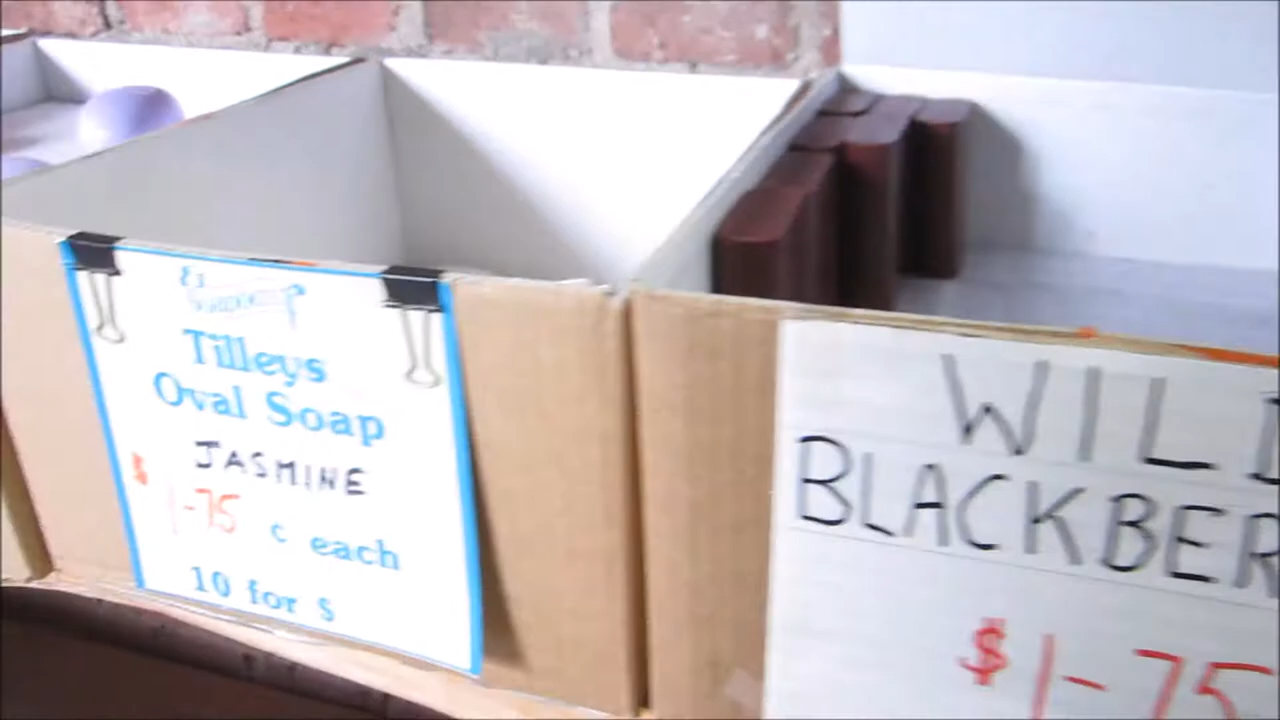 Tilleys
Oval Soap
JASMINE
$ 1-75 c each
10 for $
WIL
BLACKBER
$1-75